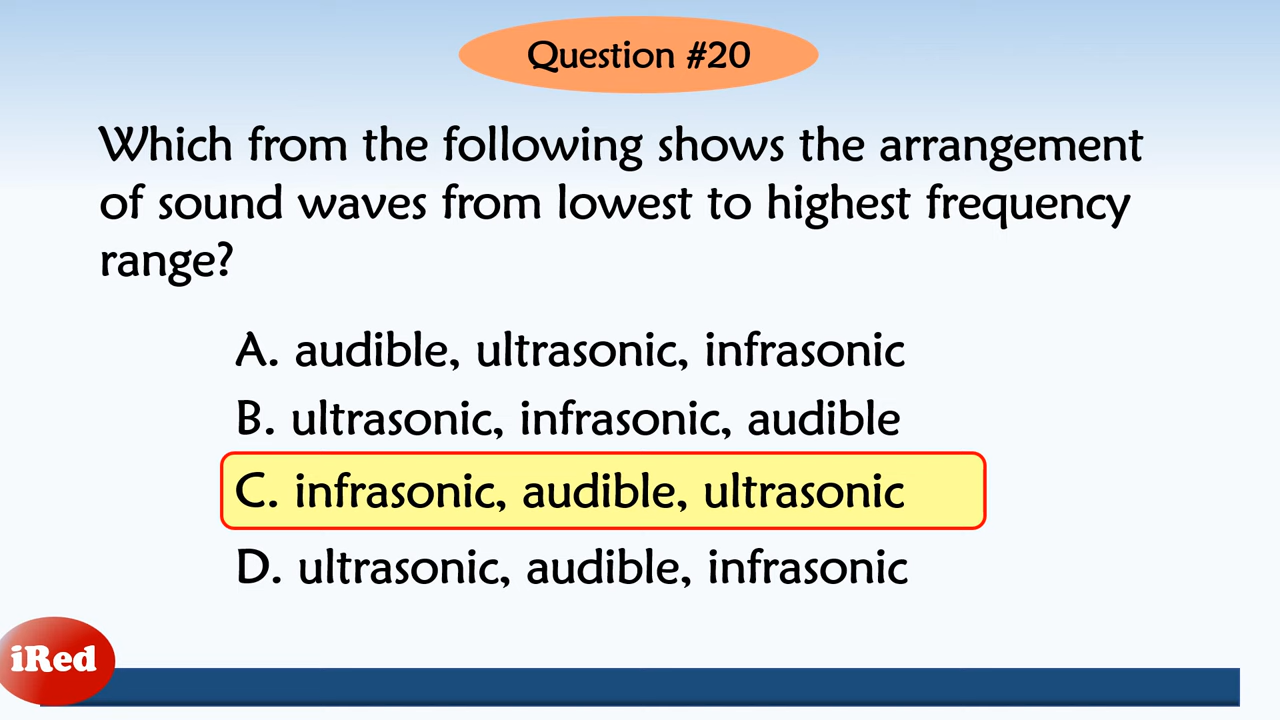 Question #20
Which from the following shows the arrangement
of sound waves from lowest to highest frequency
range?
A. audible, ultrasonic, infrasonic
B. ultrasonic, infrasonic, audible
C. infrasonic, audible, ultrasonic
D. ultrasonic, audible, infrasonic
iRed